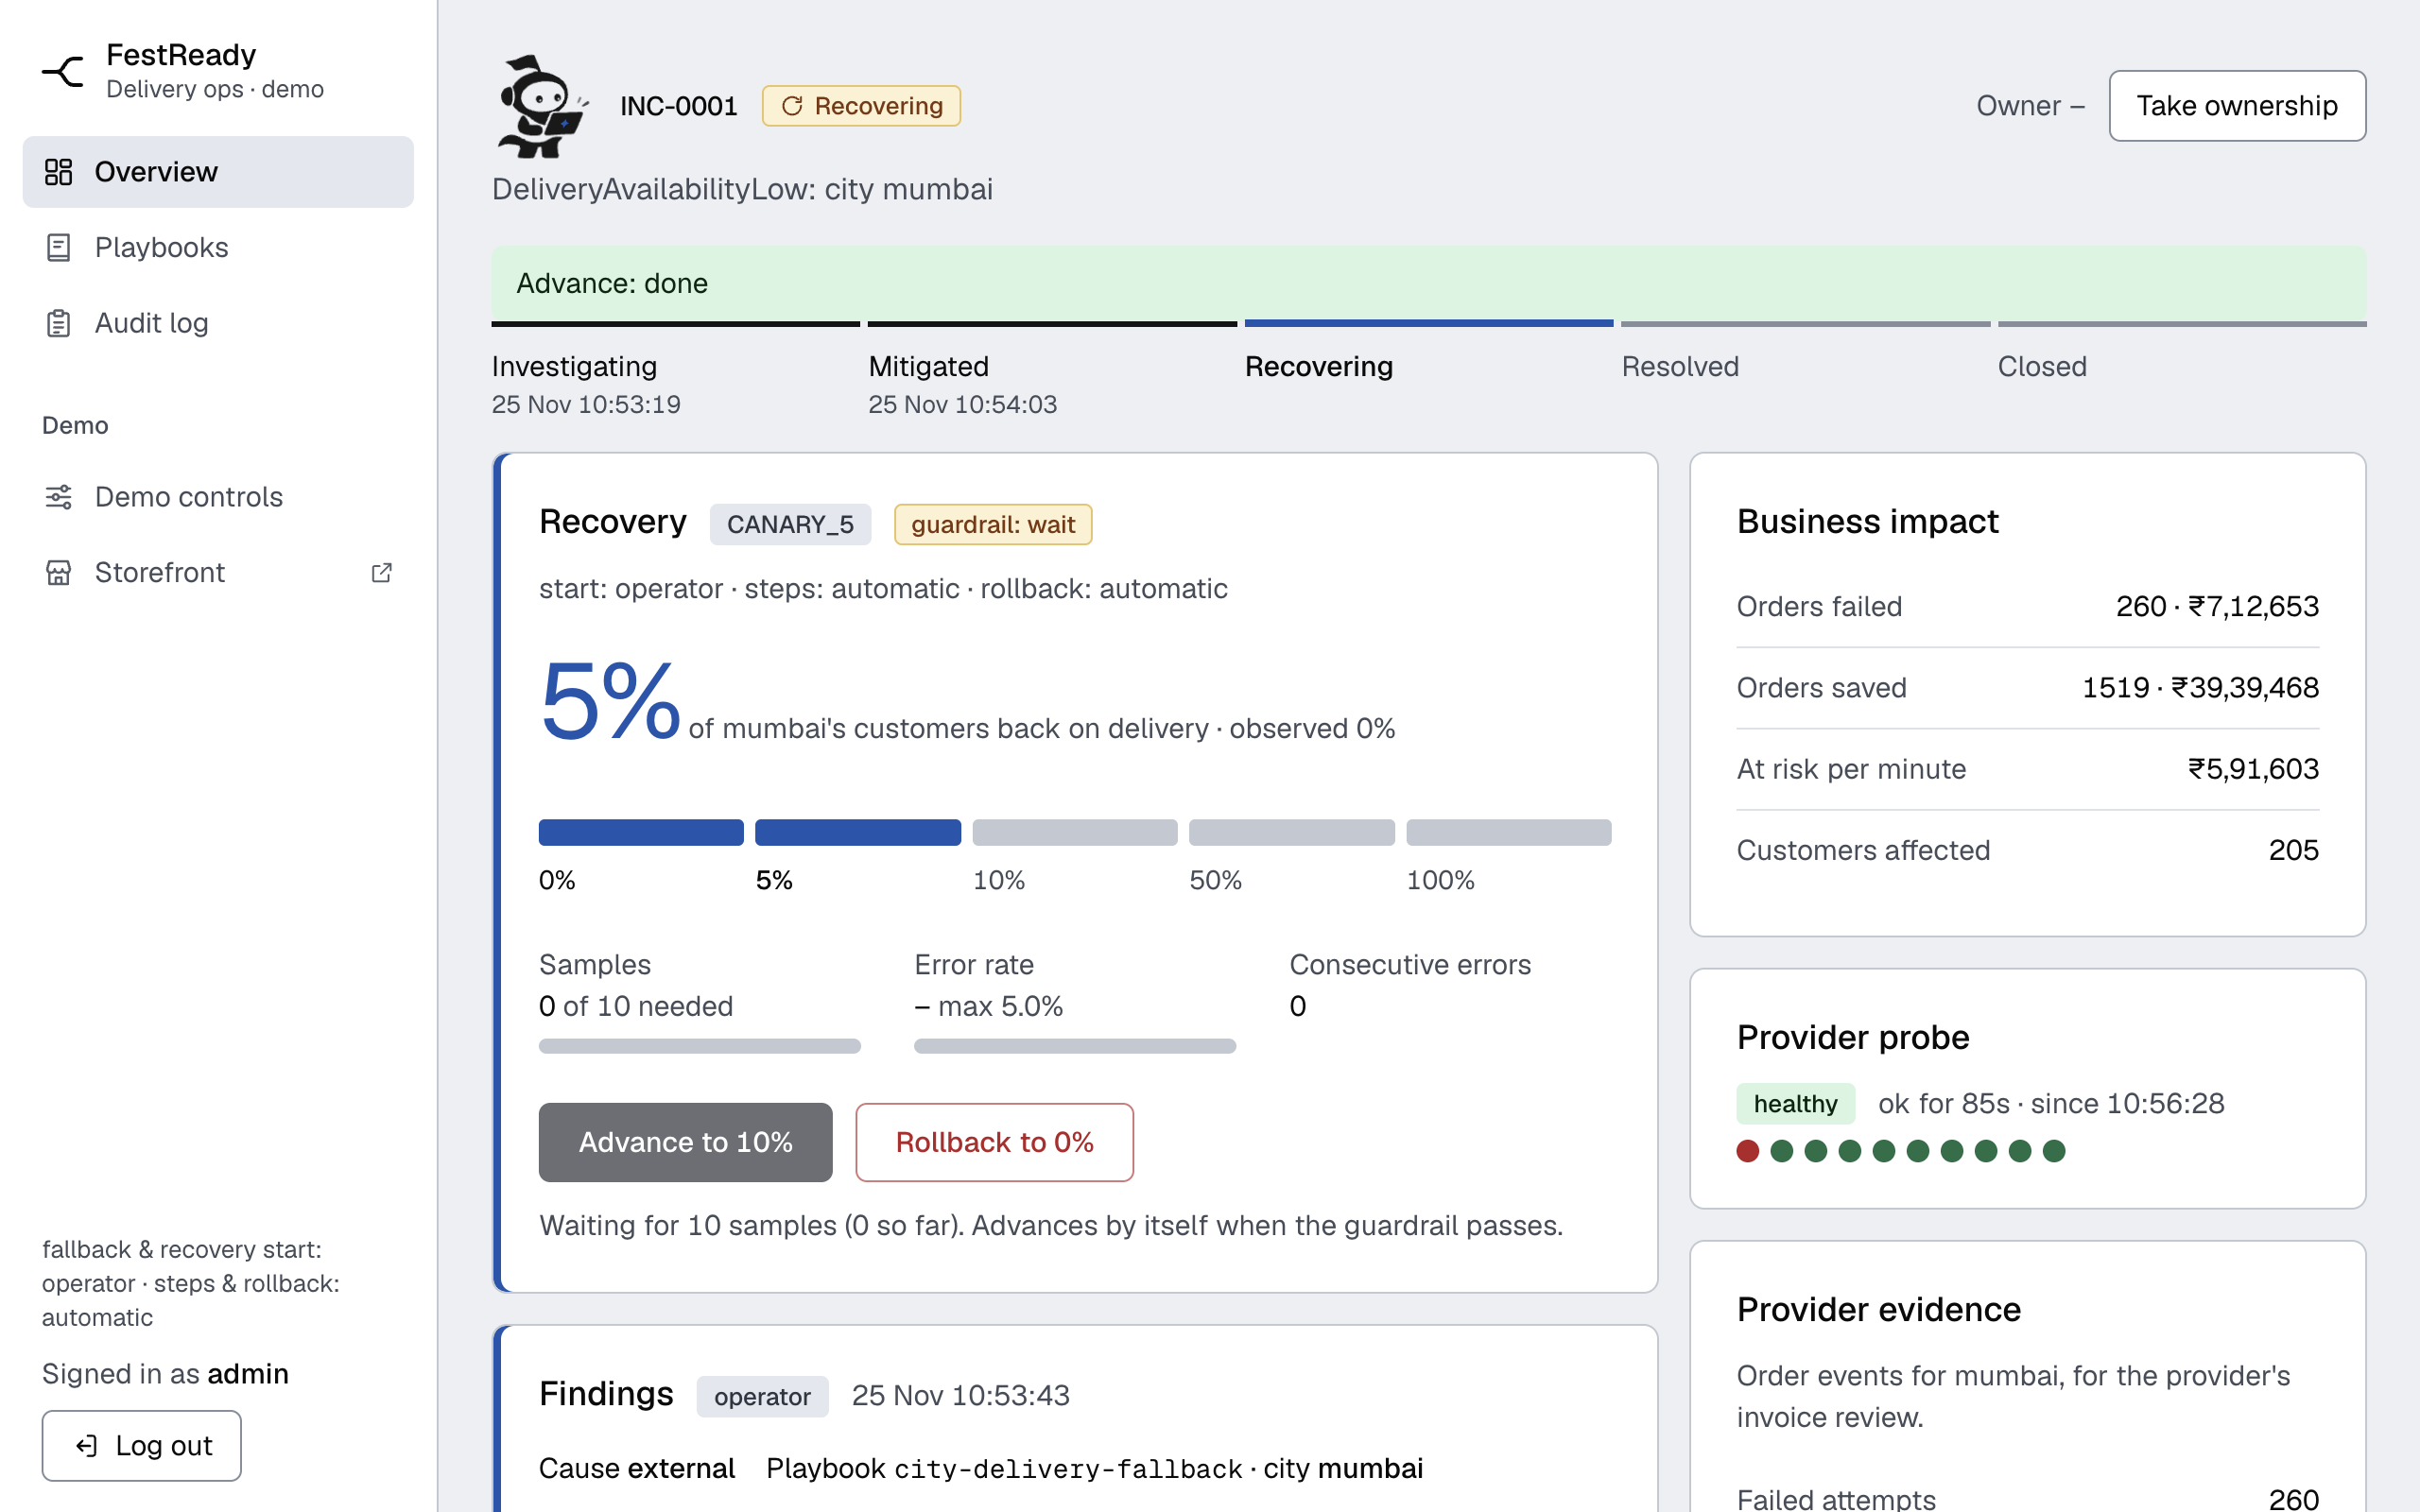 FestReady
Delivery ops · demo
Overview
Playbooks
Audit log
Demo
Demo controls
Storefront
fallback & recovery start:
operator · steps & rollback:
automatic
Signed in as admin
Log out
INC-0001
Recovering
Owner –
Take ownership
DeliveryAvailabilityLow: city mumbai
Advance: done
Investigating
25 Nov 10:53:19
Mitigated
25 Nov 10:54:03
Recovering
Resolved
Closed
Recovery
CANARY_5
guardrail: wait
start: operator · steps: automatic · rollback: automatic
5% of mumbai's customers back on delivery · observed 0%
0%
5%
10%
50%
100%
Samples
0 of 10 needed
Error rate
– max 5.0%
Consecutive errors
0
Advance to 10%
Rollback to 0%
Waiting for 10 samples (0 so far). Advances by itself when the guardrail passes.
Findings
operator
25 Nov 10:53:43
Cause external
Playbook city-delivery-fallback · city mumbai
Business impact
Orders failed
260 · ₹7,12,653
Orders saved
1519 · ₹39,39,468
At risk per minute
₹5,91,603
Customers affected
205
Provider probe
healthy
ok for 85s · since 10:56:28
Provider evidence
Order events for mumbai, for the provider's
invoice review.
Failed attempts
260